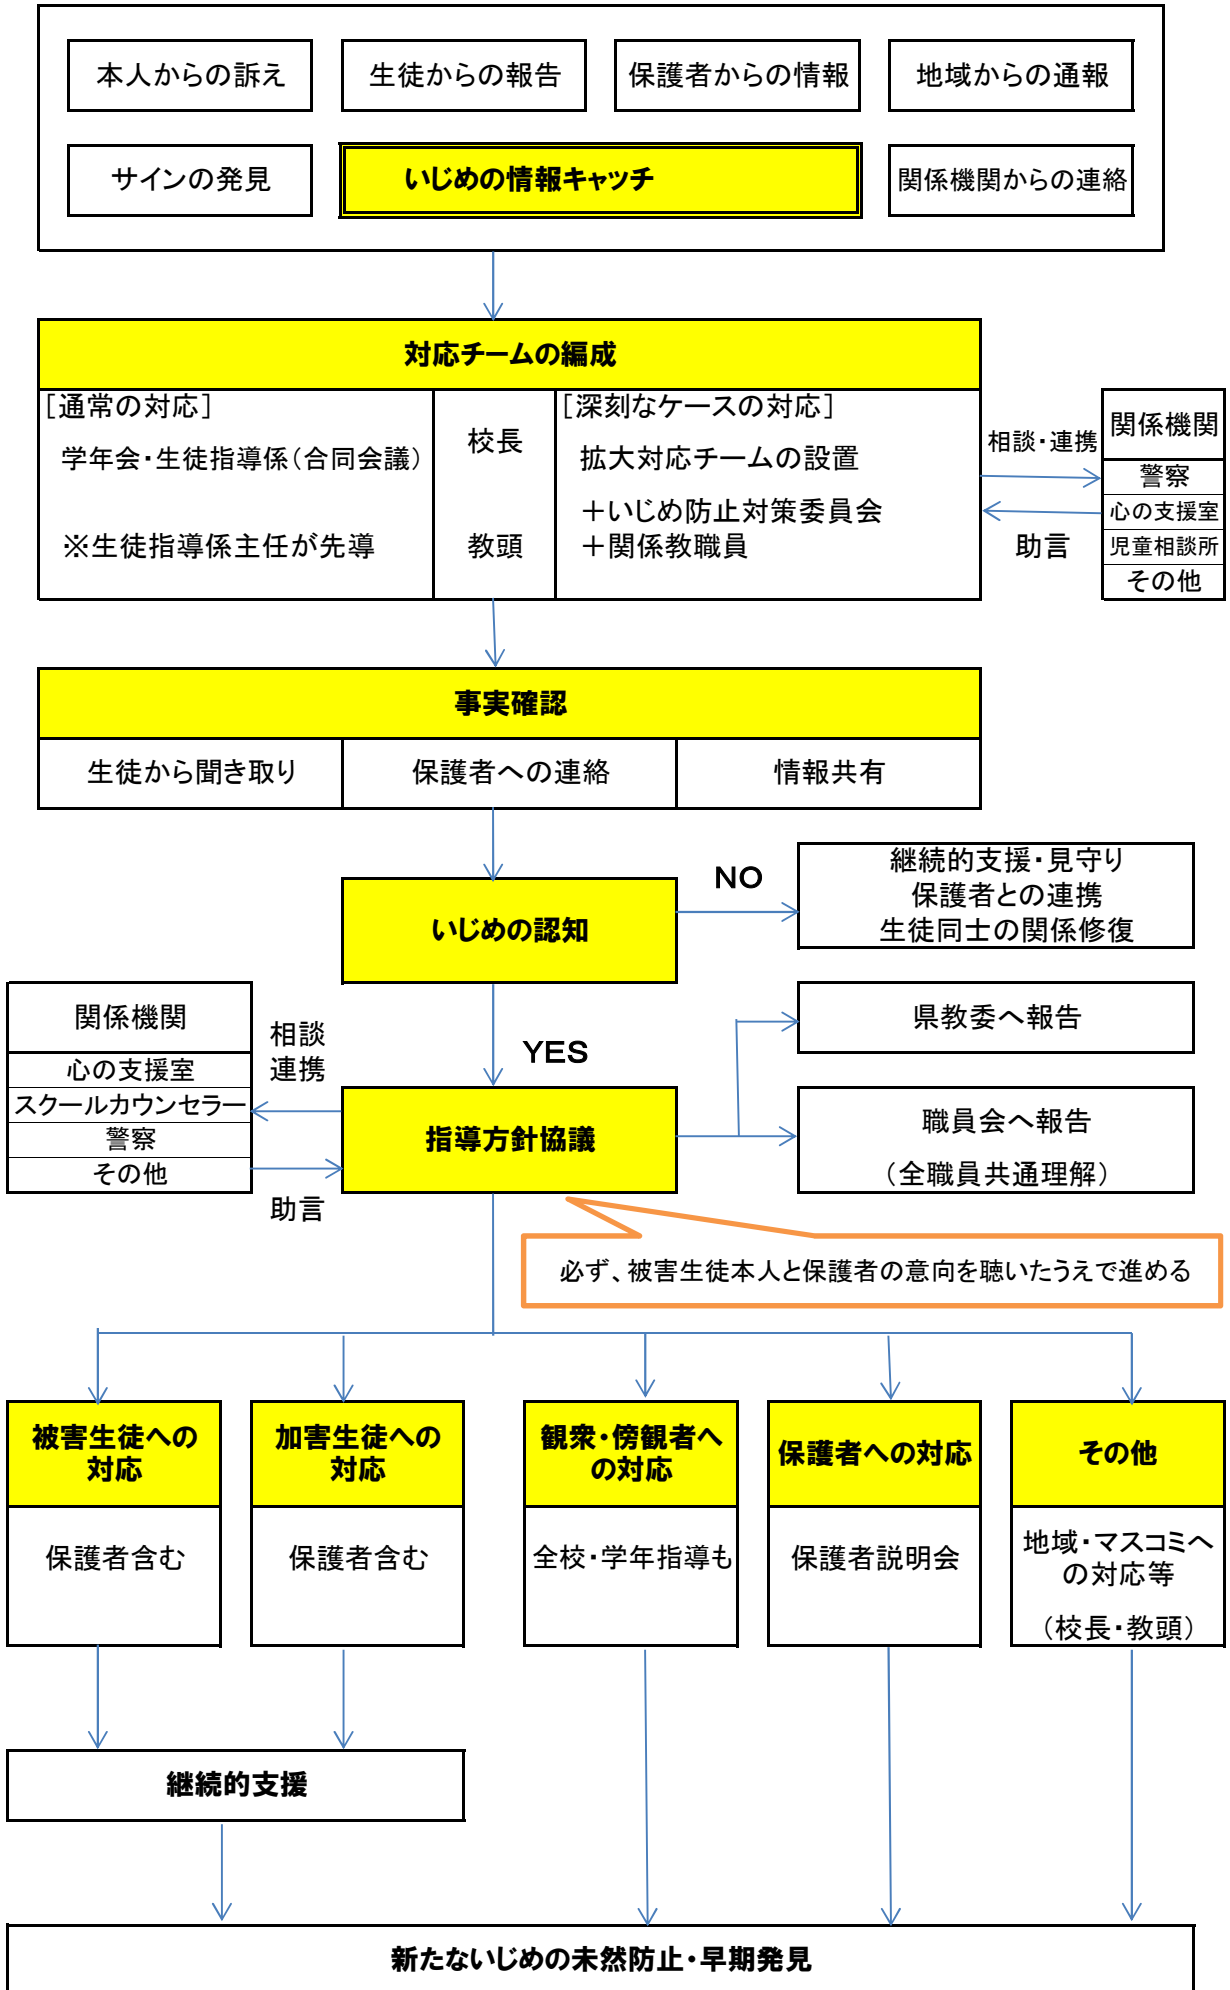 本人からの訴え
生徒からの報告
保護者からの情報
地域からの通報
サインの発見
いじめの情報キャッチ
関係機関からの連絡
対応チームの編成
［通常の対応］
学年会・生徒指導係（合同会議）
※生徒指導係主任が先導
校長
教頭
［深刻なケースの対応］
拡大対応チームの設置
＋いじめ防止対策委員会
＋関係教職員
相談・連携
助言
関係機関
警察
心の支援室
児童相談所
その他
事実確認
生徒から聞き取り
保護者への連絡
情報共有
いじめの認知
NO
継続的支援・見守り
保護者との連携
生徒同士の関係修復
YES
関係機関
心の支援室
スクールカウンセラー
警察
その他
相談
連携
助言
指導方針協議
県教委へ報告
職員会へ報告
（全職員共通理解）
必ず、被害生徒本人と保護者の意向を聴いたうえで進める
被害生徒への
対応
保護者含む
加害生徒への
対応
保護者含む
観衆・傍観者へ
の対応
全校・学年指導も
保護者への対応
保護者説明会
その他
地域・マスコミへ
の対応等
（校長・教頭）
継続的支援
新たないじめの未然防止・早期発見